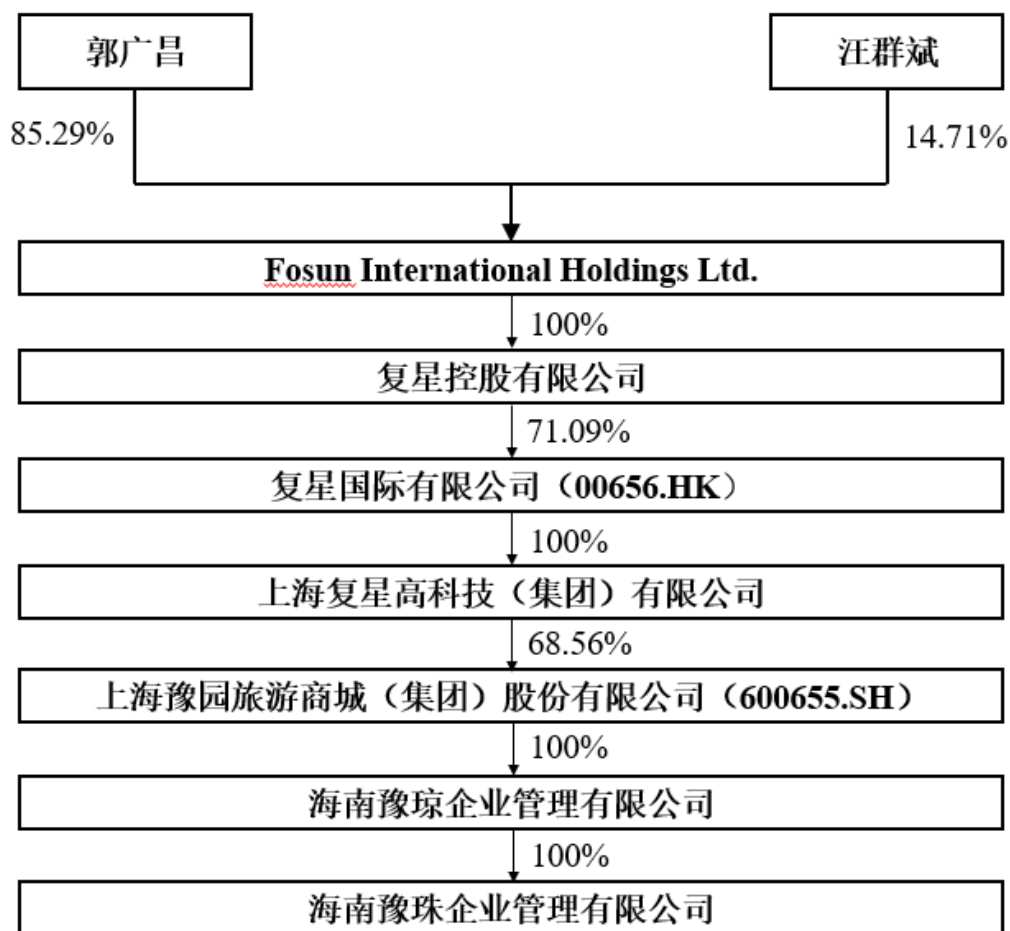 郭广昌
汪群斌
85.29%
14.71%
Fosun International Holdings Ltd.
100%
复星控股有限公司
71.09%
复星国际有限公司（00656.HK）
100%
上海复星高科技（集团）有限公司
68.56%
上海豫园旅游商城（集团）股份有限公司（600655.SH）
100%
海南豫琼企业管理有限公司
100%
海南豫珠企业管理有限公司